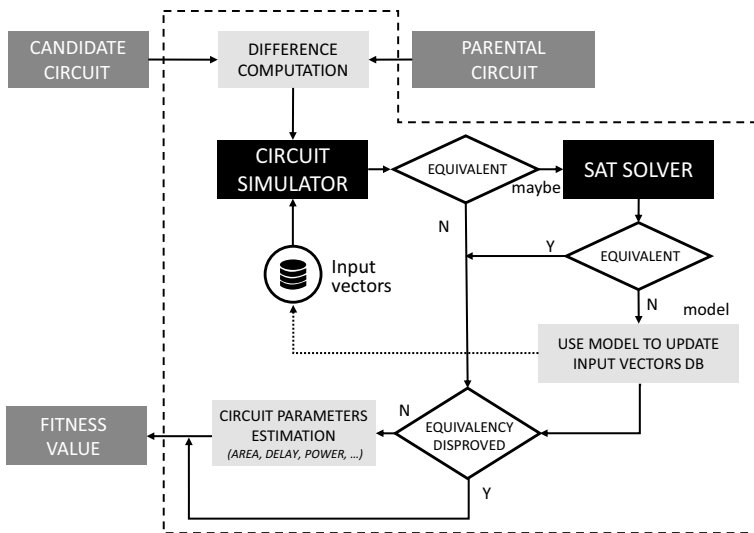 CANDIDATE
CIRCUIT
DIFFERENCE
COMPUTATION
PARENTAL
CIRCUIT
CIRCUIT
SIMULATOR
EQUIVALENT
maybe
SAT SOLVER
N
Y
EQUIVALENT
Input
vectors
N
model
USE MODEL TO UPDATE
INPUT VECTORS DB
FITNESS
VALUE
CIRCUIT PARAMETERS
ESTIMATION
(AREA, DELAY, POWER, ...)
N
EQUIVALENCY
DISPROVED
Y